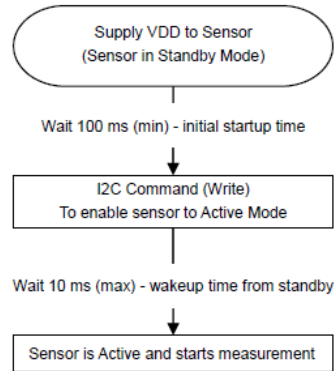 Supply VDD to Sensor
(Sensor in Standby Mode)
Wait 100 ms (min) - initial startup time
I2C Command (Write)
To enable sensor to Active Mode
Wait 10 ms (max) - wakeup time from standby
Sensor is Active and starts measurement